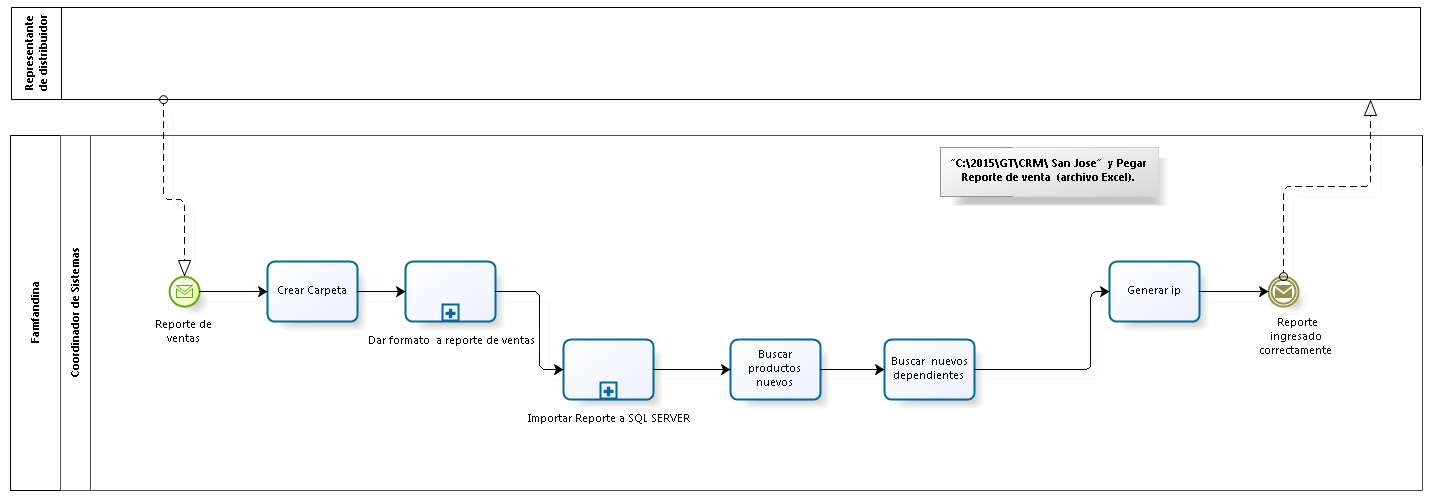 Representante
de distribuidor
Famfandina
Coordinador de Sistemas
"C:\2015\GT\CRM\ San Jose" y Pegar
Reporte de venta (archivo Excel).
Reporte de
ventas
Crear Carpeta
Dar formato a reporte de ventas
Importar Reporte a SQL SERVER
Buscar
productos
nuevos
Buscar nuevos
dependientes
Generar ip
Reporte
ingresado
correctamente